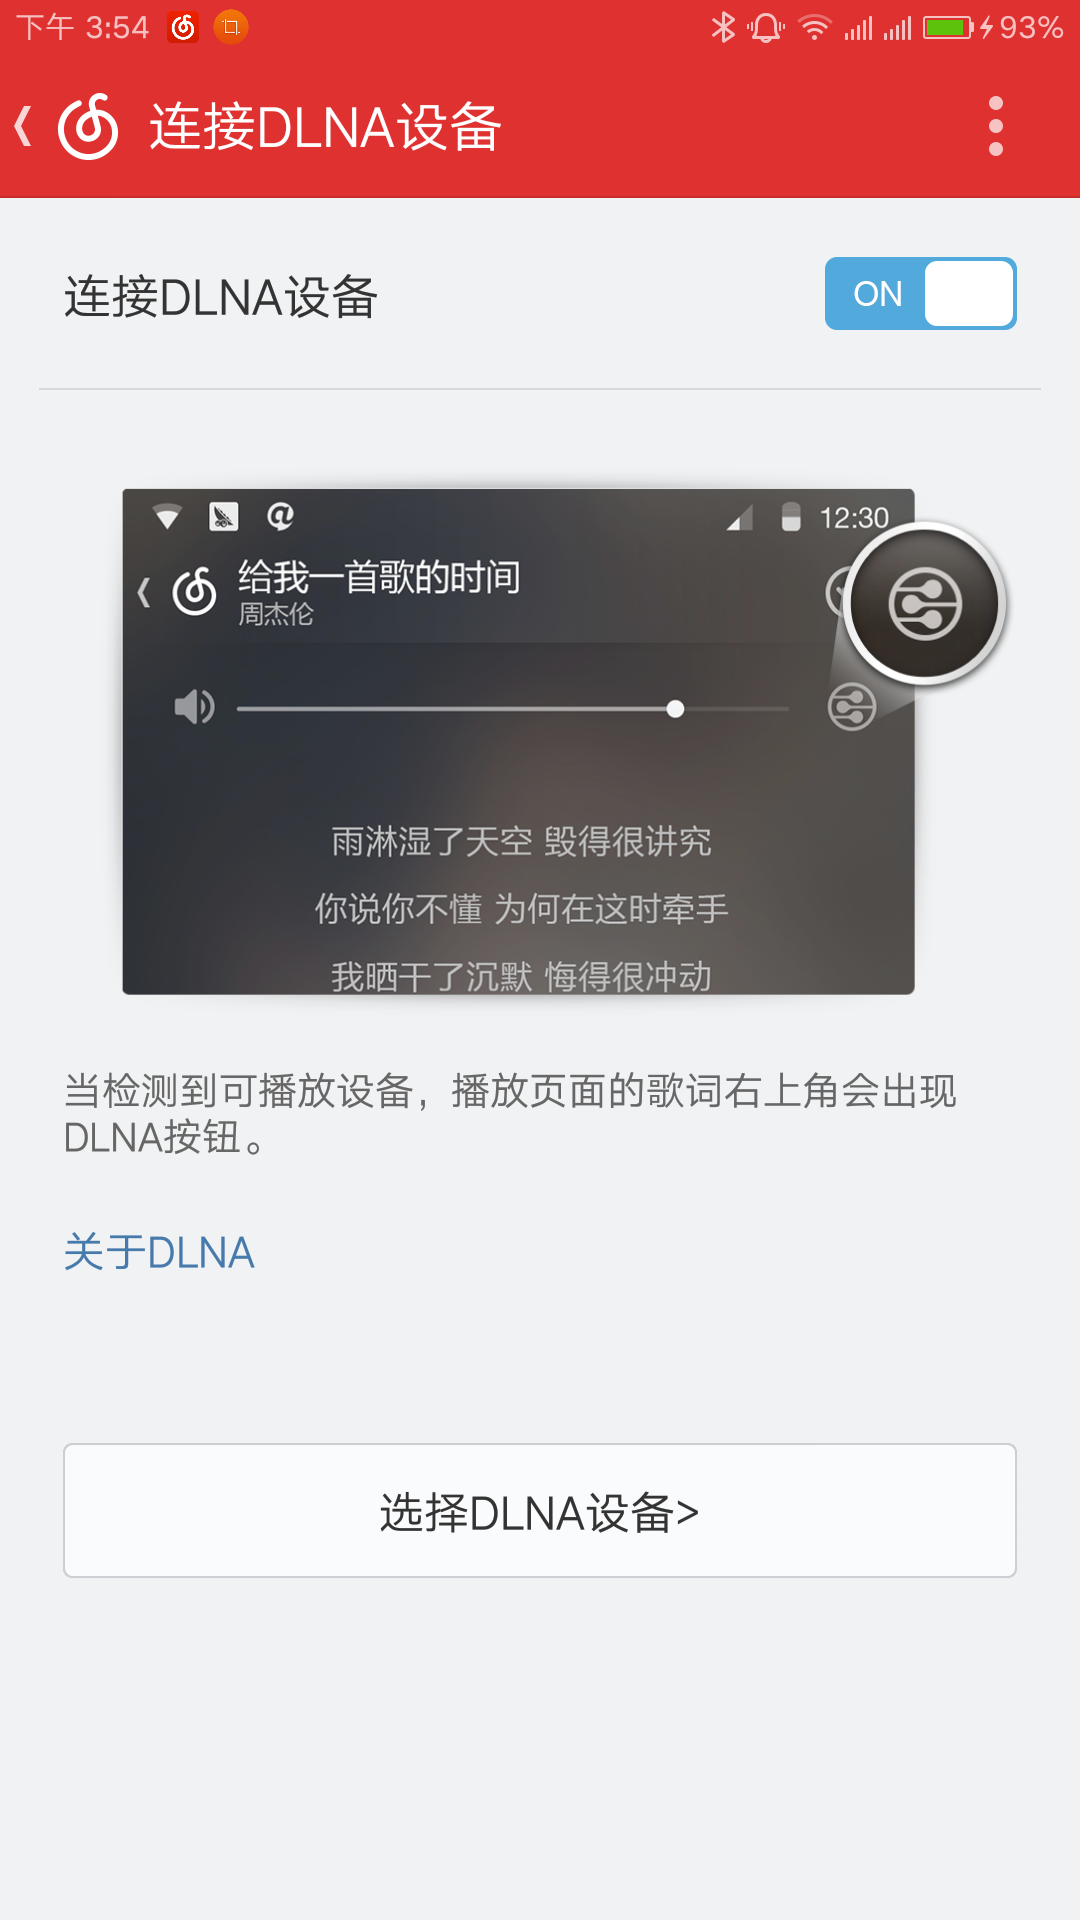 下午 3:54
93%
连接DLNA设备
连接DLNA设备
ON
12:30
给我一首歌的时间
周杰伦
雨淋湿了天空 毁得很讲究
你说你不懂 为何在这时牵手
我晒干了沉默 悔得很冲动
当检测到可播放设备，播放页面的歌词右上角会出现
DLNA按钮。
关于DLNA
选择DLNA设备>